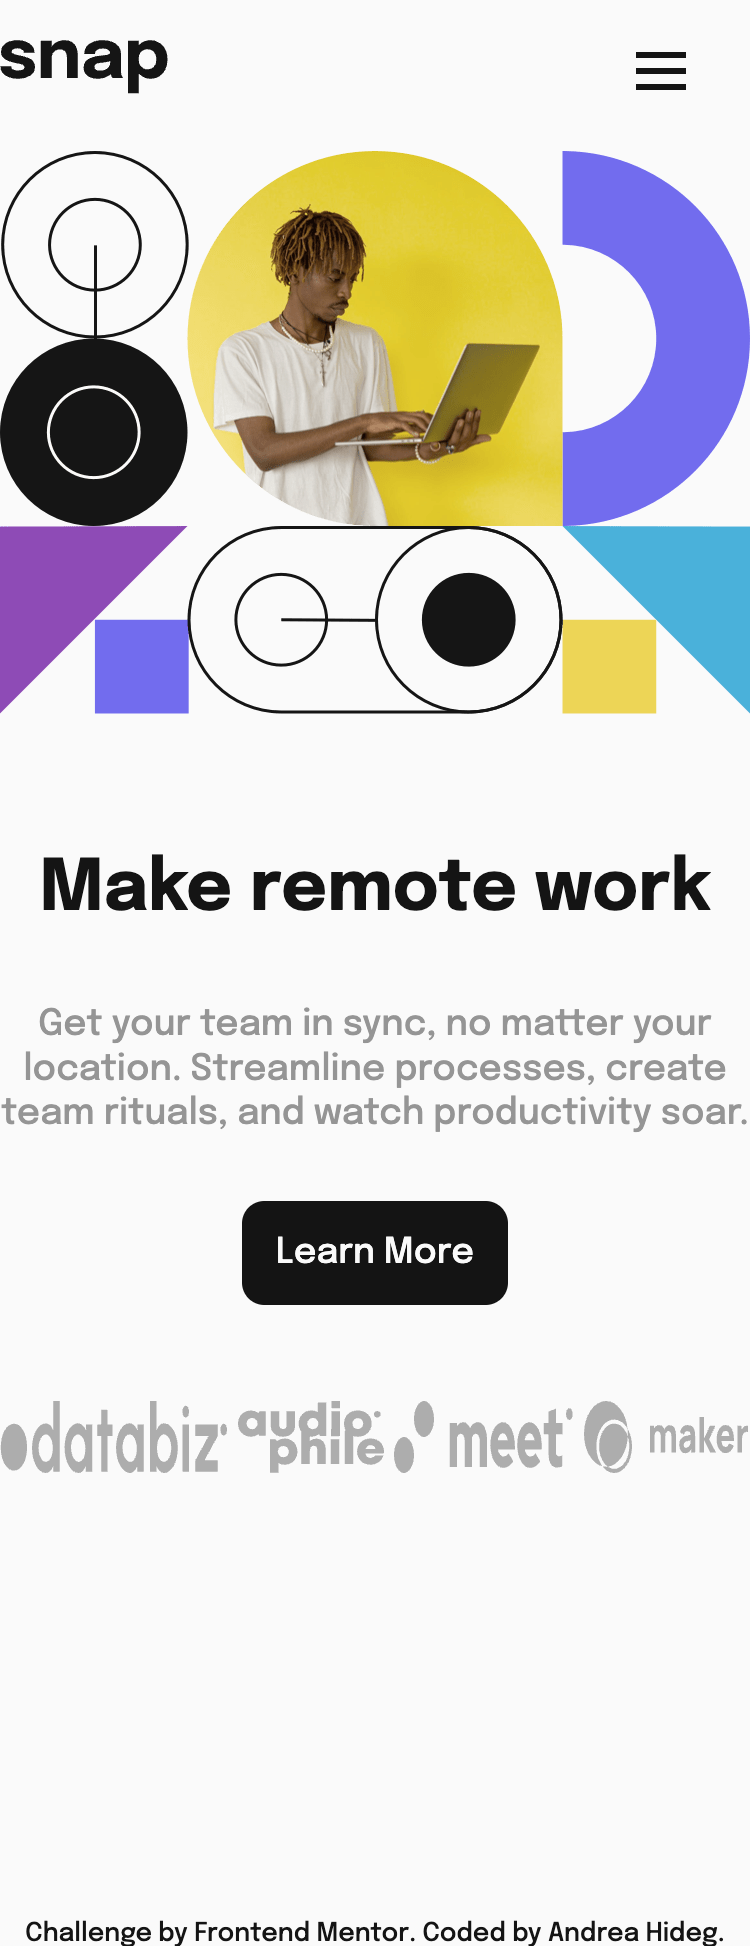 snap
Make remote work
Get your team in sync, no matter your
location. Streamline processes, create
team rituals, and watch productivity soar.
Learn More
databiz audiophile meet maker
Challenge by Frontend Mentor. Coded by Andrea Hideg.